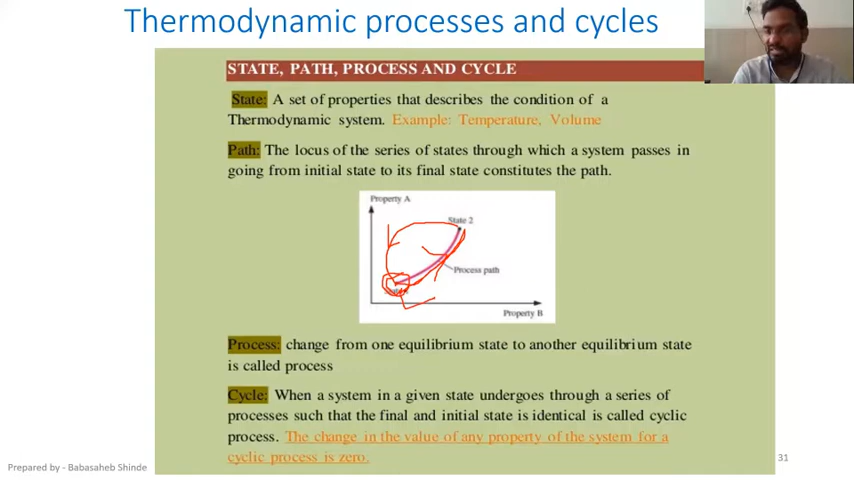 Thermodynamic processes and cycles
STATE, PATH, PROCESS AND CYCLE
State: A set of properties that describes the condition of a
Thermodynamic system. Example: Temperature, Volume
Path: The locus of the series of states through which a system passes in
going from initial state to its final state constitutes the path.
Property A
State 2
Process path
Property B
Process: change from one equilibrium state to another equilibrium state
is called process
Cycle: When a system in a given state undergoes through a series of
processes such that the final and initial state is identical is called cyclic
process. The change in the value of any property of the system for a
cyclic process is zero.
31
Prepared by - Babasaheb Shinde